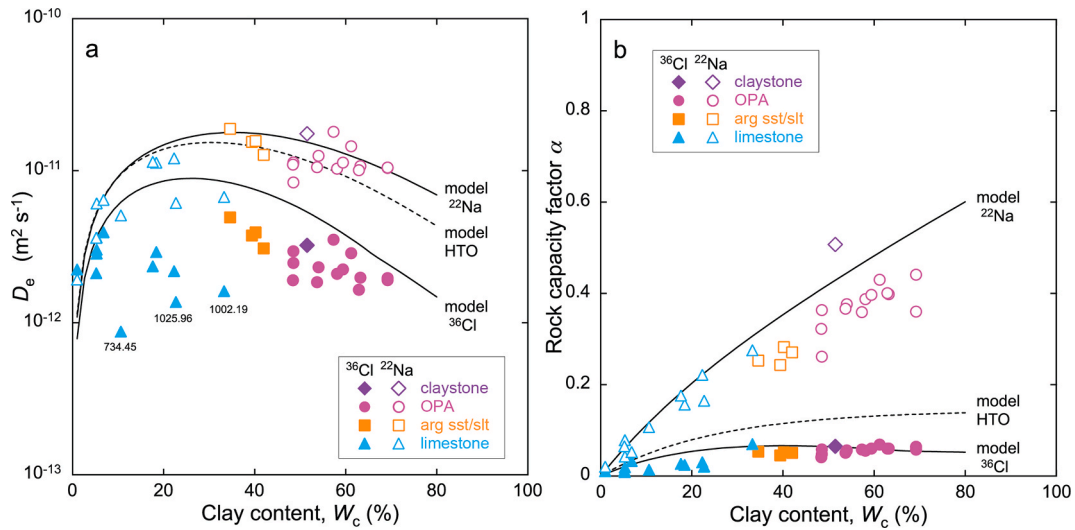 a
10⁻¹⁰
10⁻¹¹
10⁻¹²
10⁻¹³
Dₑ (m² s⁻¹)
model
²²Na
model
HTO
model
³⁶Cl
734.45
1025.96
1002.19
³⁶Cl ²²Na
claystone
OPA
arg sst/slt
limestone
0 20 40 60 80 100
Clay content, W_c (%)
b
1
0.8
0.6
0.4
0.2
0
Rock capacity factor α
³⁶Cl ²²Na
claystone
OPA
arg sst/slt
limestone
model
²²Na
model
HTO
model
³⁶Cl
0 20 40 60 80 100
Clay content, W_c (%)